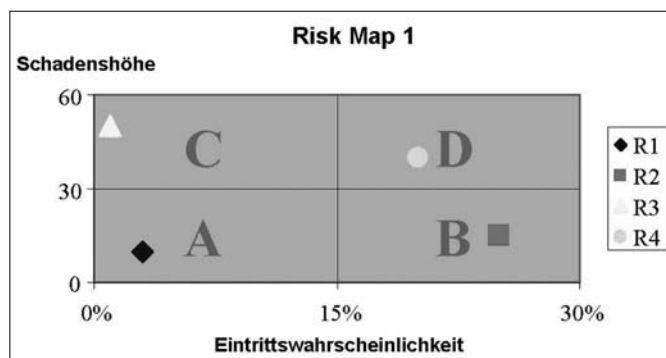 Risk Map 1
Schadenshöhe
60
C
D
R1
R2
30
R3
R4
A
B
0
0%
15%
30%
Eintrittswahrscheinlichkeit